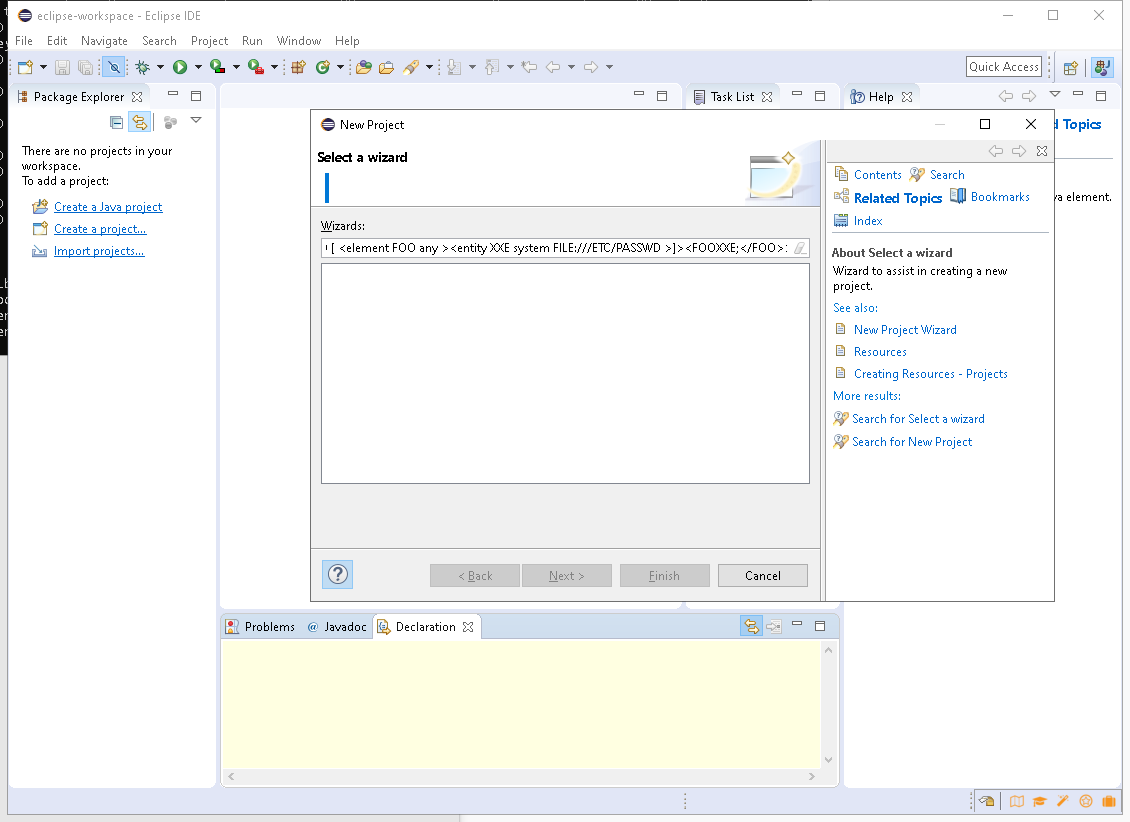 eclipse-workspace - Eclipse IDE
File Edit Navigate Search Project Run Window Help
Quick Access
Package Explorer
Task List
Help
New Project
d Topics
Select a wizard
There are no projects in your
workspace.
To add a project:
Create a Java project
Create a project...
Import projects...
Contents Search
Related Topics Bookmarks
va element.
Index
Wizards:
[ <element FOO any ><entity XXE system FILE:///ETC/PASSWD >]><FOOXXE;</FOO>
About Select a wizard
Wizard to assist in creating a new
project.
See also:
New Project Wizard
Resources
Creating Resources - Projects
More results:
Search for Select a wizard
Search for New Project
?
< Back Next > Finish Cancel
Problems @ Javadoc Declaration